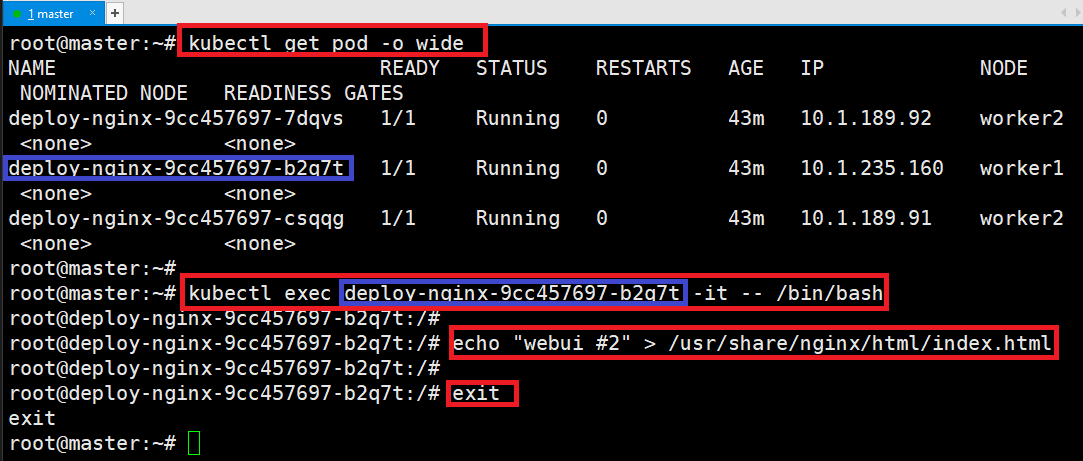 1 master × +
root@master:~# kubectl get pod -o wide
NAME READY STATUS RESTARTS AGE IP NODE
NOMINATED NODE READINESS GATES
deploy-nginx-9cc457697-7dqvs 1/1 Running 0 43m 10.1.189.92 worker2
<none> <none>
deploy-nginx-9cc457697-b2q7t 1/1 Running 0 43m 10.1.235.160 worker1
<none> <none>
deploy-nginx-9cc457697-csqqg 1/1 Running 0 43m 10.1.189.91 worker2
<none> <none>
root@master:~#
root@master:~# kubectl exec deploy-nginx-9cc457697-b2q7t -it -- /bin/bash
root@deploy-nginx-9cc457697-b2q7t:/#
root@deploy-nginx-9cc457697-b2q7t:/# echo "webui #2" > /usr/share/nginx/html/index.html
root@deploy-nginx-9cc457697-b2q7t:/#
root@deploy-nginx-9cc457697-b2q7t:/# exit
exit
root@master:~#